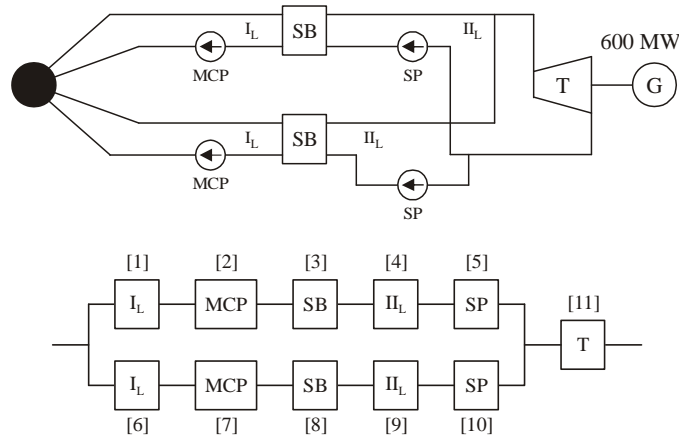 I_L SB II_L 600 MW
MCP SP T G
I_L SB II_L
MCP SP
[1] [2] [3] [4] [5]
I_L MCP SB II_L SP [11]
T
I_L MCP SB II_L SP
[6] [7] [8] [9] [10]